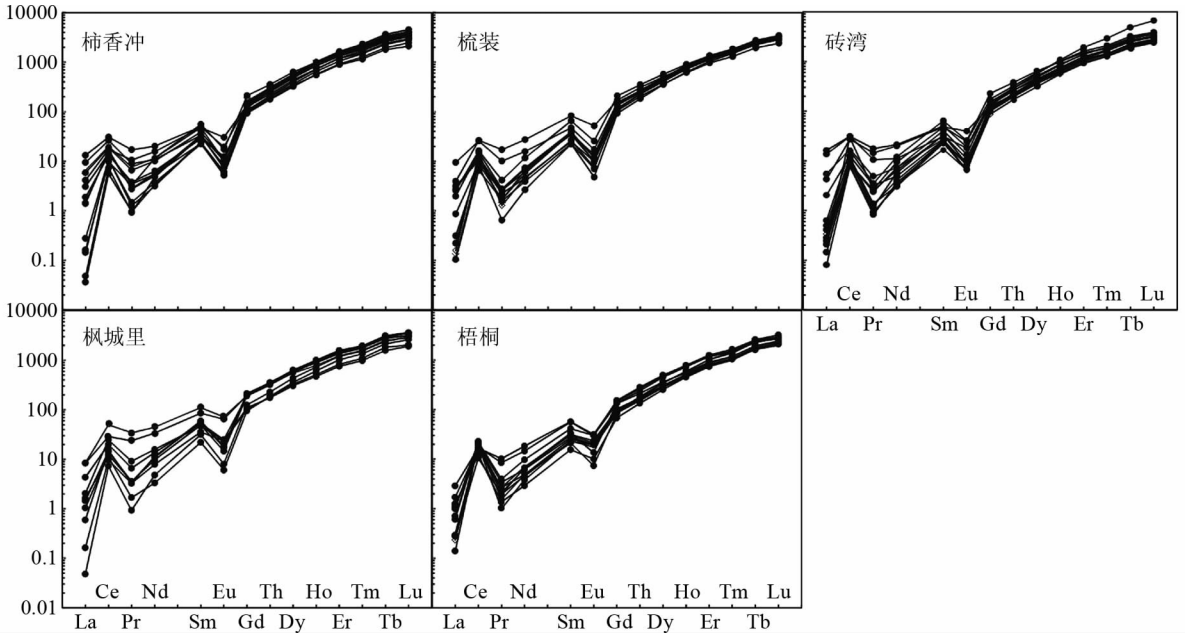 10000
柿香冲
梳装
砖湾
1000
100
10
1
0.1
Ce
Nd
Eu
Th
Ho
Tm
Lu
La
Pr
Sm
Gd
Dy
Er
Tb
10000
枫城里
梧桐
1000
100
10
1
0.1
Ce
Nd
Eu
Th
Ho
Tm
Lu
Ce
Nd
Eu
Th
Ho
Tm
Lu
0.01
La
Pr
Sm
Gd
Dy
Er
Tb
La
Pr
Sm
Gd
Dy
Er
Tb